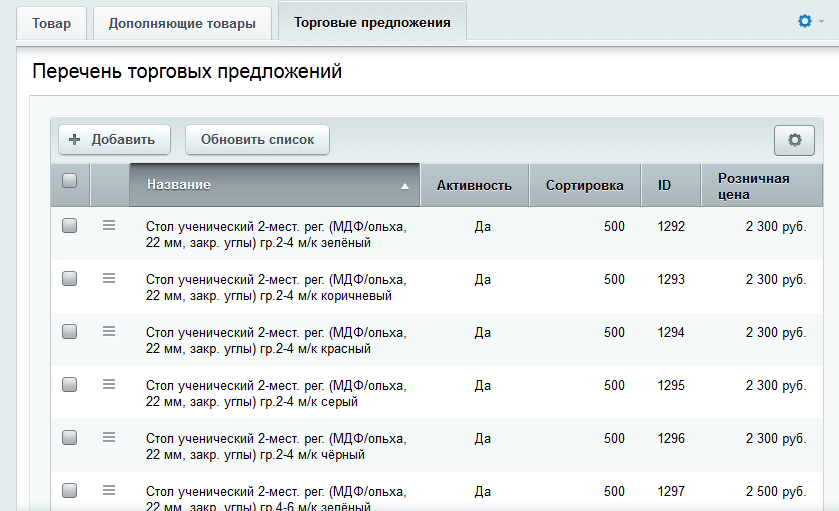 Товар Дополняющие товары Торговые предложения
Перечень торговых предложений
Добавить Обновить список
Название Активность Сортировка ID Розничная
цена
Стол ученический 2-мест. рег. (МДФ/ольха, Да 500 1292 2 300 руб.
22 мм, закр. углы) гр.2-4 м/к зелёный
Стол ученический 2-мест. рег. (МДФ/ольха, Да 500 1293 2 300 руб.
22 мм, закр. углы) гр.2-4 м/к коричневый
Стол ученический 2-мест. рег. (МДФ/ольха, Да 500 1294 2 300 руб.
22 мм, закр. углы) гр.2-4 м/к красный
Стол ученический 2-мест. рег. (МДФ/ольха, Да 500 1295 2 300 руб.
22 мм, закр. углы) гр.2-4 м/к серый
Стол ученический 2-мест. рег. (МДФ/ольха, Да 500 1296 2 300 руб.
22 мм, закр. углы) гр.2-4 м/к чёрный
Стол ученический 2-мест. рег. (МДФ/ольха, Да 500 1297 2 500 руб.
22 мм, закр. углы) гр.4-6 м/к зелёный